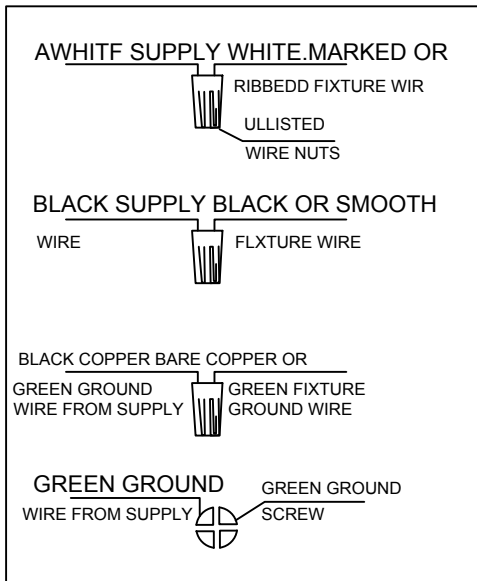 AWHITF SUPPLY WHITE.MARKED OR
RIBBEDD FIXTURE WIR
ULLISTED
WIRE NUTS
BLACK SUPPLY BLACK OR SMOOTH
WIRE
FLXTURE WIRE
BLACK COPPER BARE COPPER OR
GREEN GROUND
WIRE FROM SUPPLY
GREEN FIXTURE
GROUND WIRE
GREEN GROUND
WIRE FROM SUPPLY
GREEN GROUND
SCREW